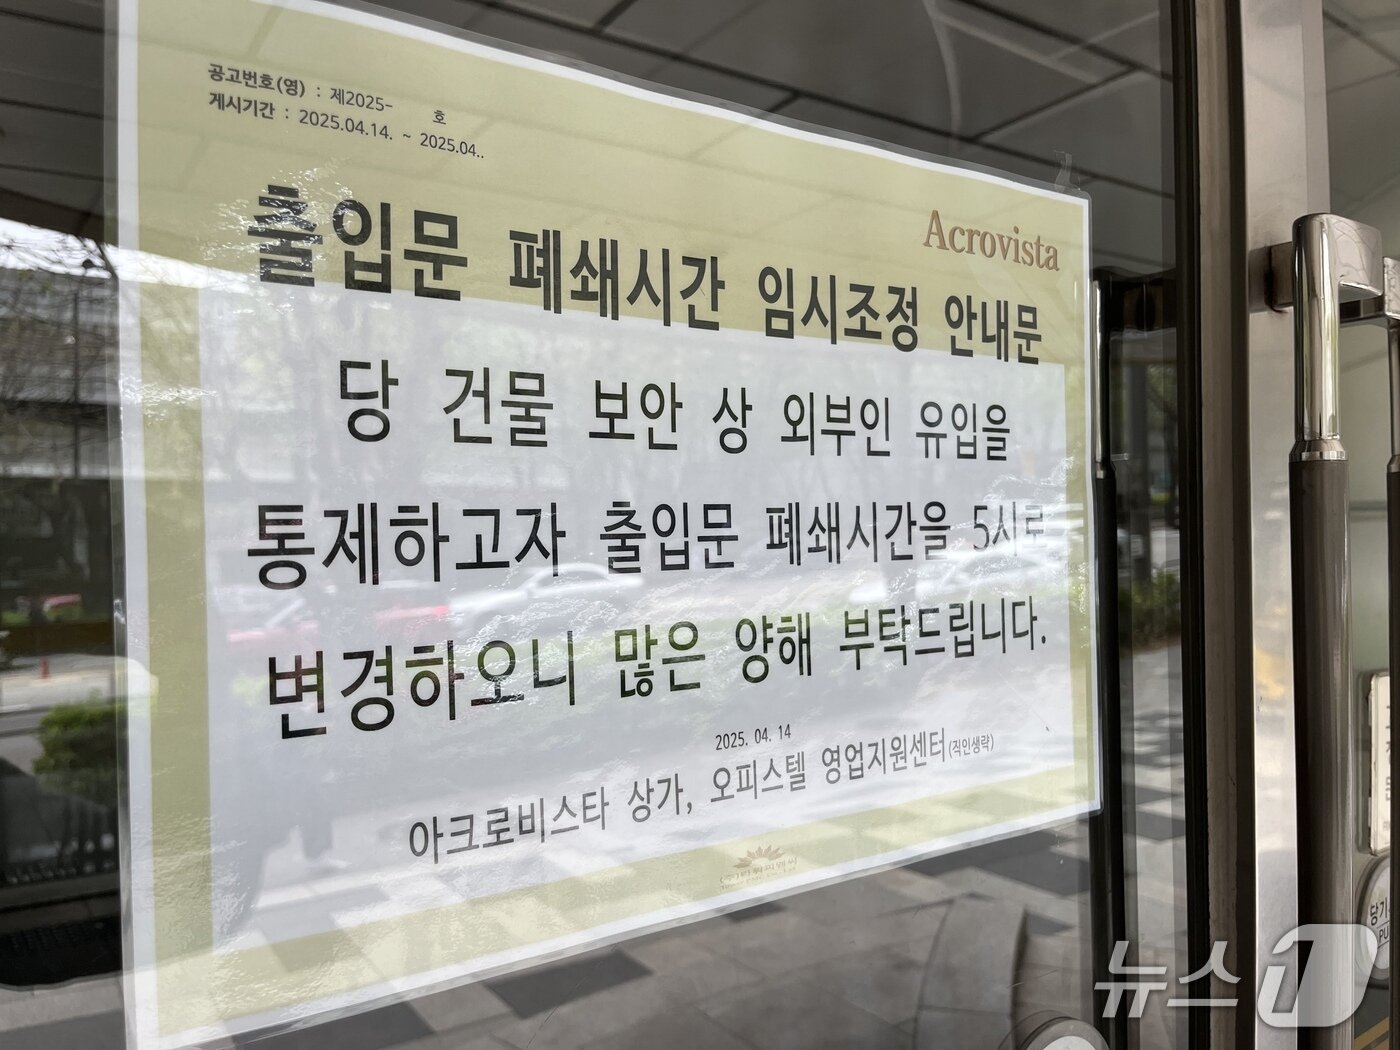 공고번호(영) : 제2025- 호
게시기간 : 2025.04.14. ~ 2025.04..
Acrovista
출입문 폐쇄시간 임시조정 안내문
당 건물 보안 상 외부인 유입을
통제하고자 출입문 폐쇄시간을 5시로
변경하오니 많은 양해 부탁드립니다.
2025. 04. 14
아크로비스타 상가, 오피스텔 영업지원센터(직인생략)
당기
PU
뉴스1